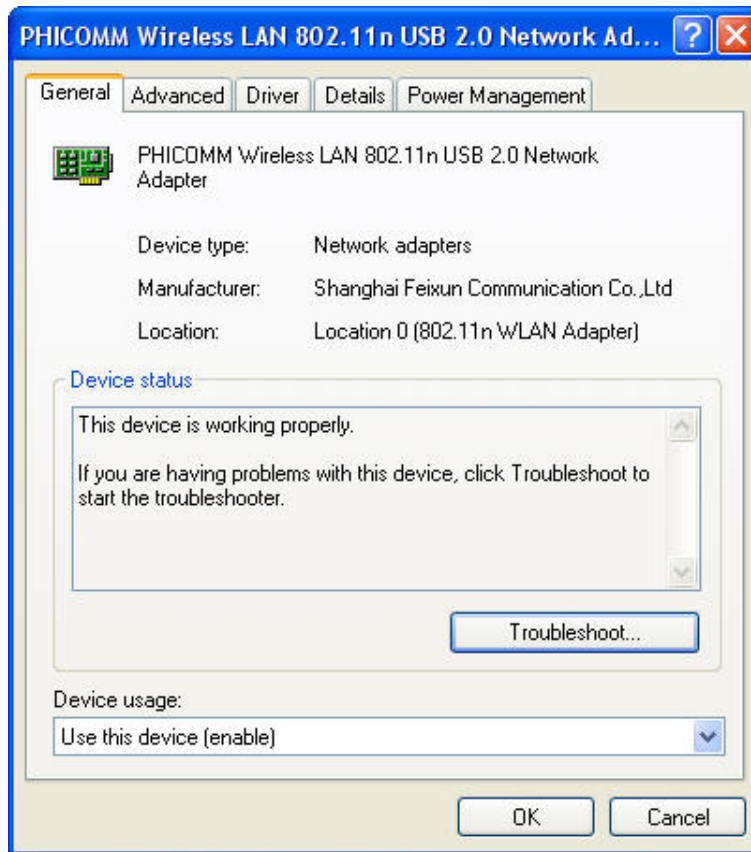 PHICOMM Wireless LAN 802.11n USB 2.0 Network Ad...
General Advanced Driver Details Power Management
PHICOMM Wireless LAN 802.11n USB 2.0 Network
Adapter
Device type: Network adapters
Manufacturer: Shanghai Feixun Communication Co.,Ltd
Location: Location 0 (802.11n WLAN Adapter)
Device status
This device is working properly.
If you are having problems with this device, click Troubleshoot to
start the troubleshooter.
Troubleshoot...
Device usage:
Use this device (enable)
OK Cancel